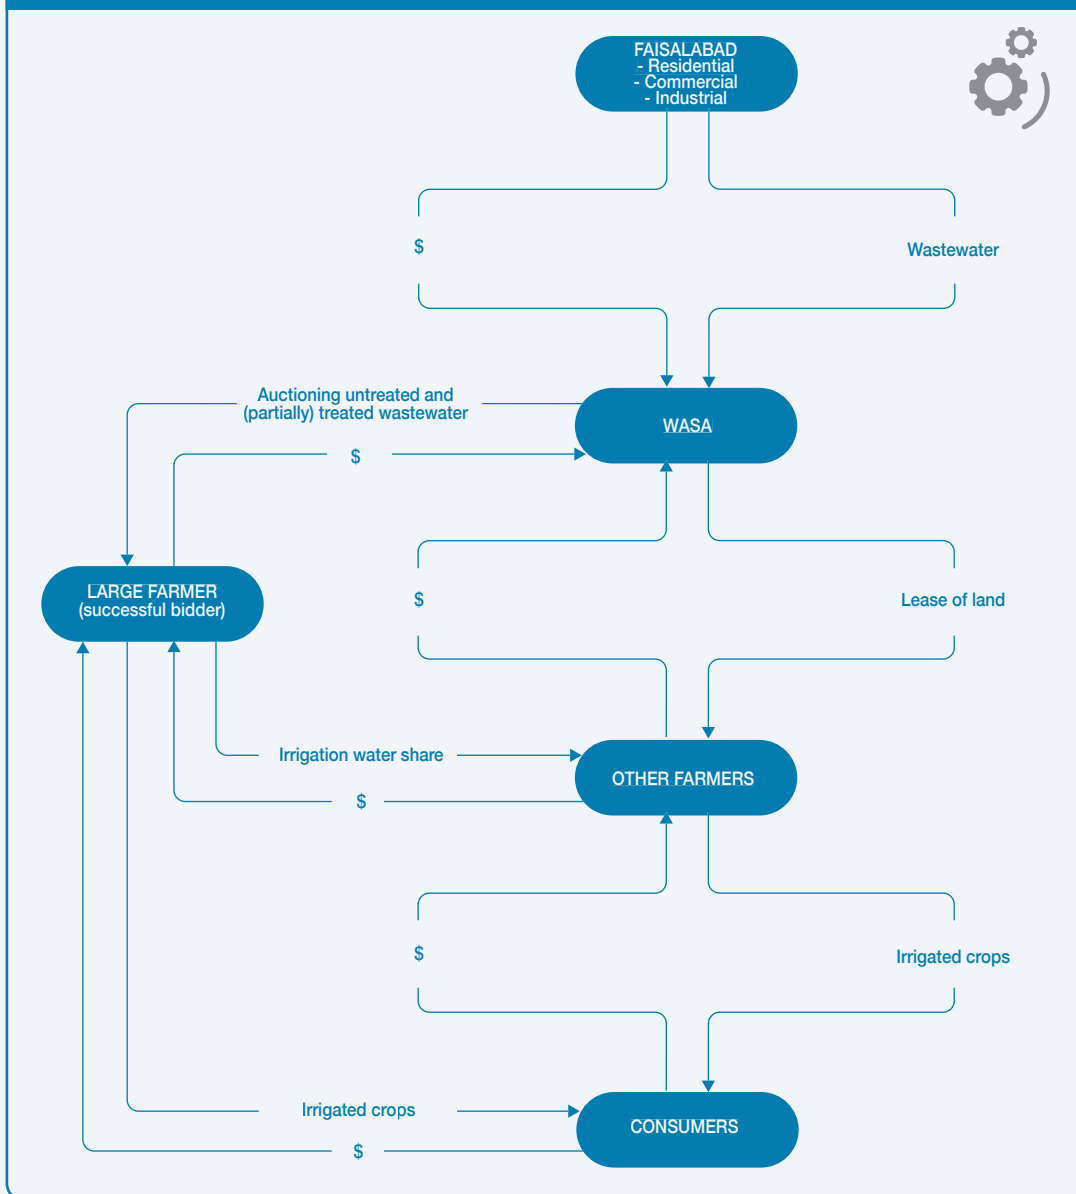 FAISALABAD
- Residential
- Commercial
- Industrial
$
Wastewater
Auctioning untreated and
(partially) treated wastewater
WASA
$
LARGE FARMER
(successful bidder)
$
Lease of land
Irrigation water share
OTHER FARMERS
$
$
Irrigated crops
Irrigated crops
CONSUMERS
$